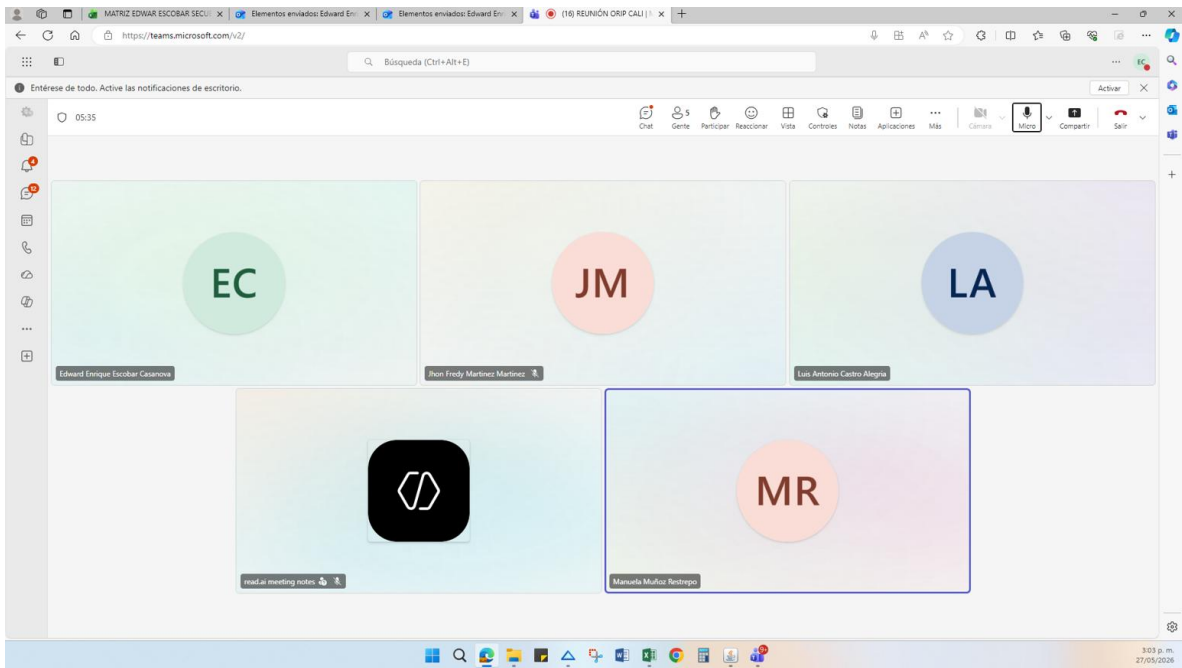 MATRIZ EDWAR ESCOBAR SECU
Elementos enviados: Edward Enr
Elementos enviados: Edward Enr
(16) REUNIÓN ORIP CALI |
https://teams.microsoft.com/v2/
Búsqueda (Ctrl+Alt+E)
EC
Entérese de todo. Active las notificaciones de escritorio.
Activar
05:35
5
Chat Gente Participar Reaccionar Vista Controles Notas Aplicaciones Más Cámara Micro Compartir Salir
4
12
EC
JM
LA
Edward Enrique Escobar Casanova
Jhon Fredy Martinez Martinez
Luis Antonio Castro Alegria
MR
read.ai meeting notes
Manuela Muñoz Restrepo
3:03 p. m.
27/05/2026